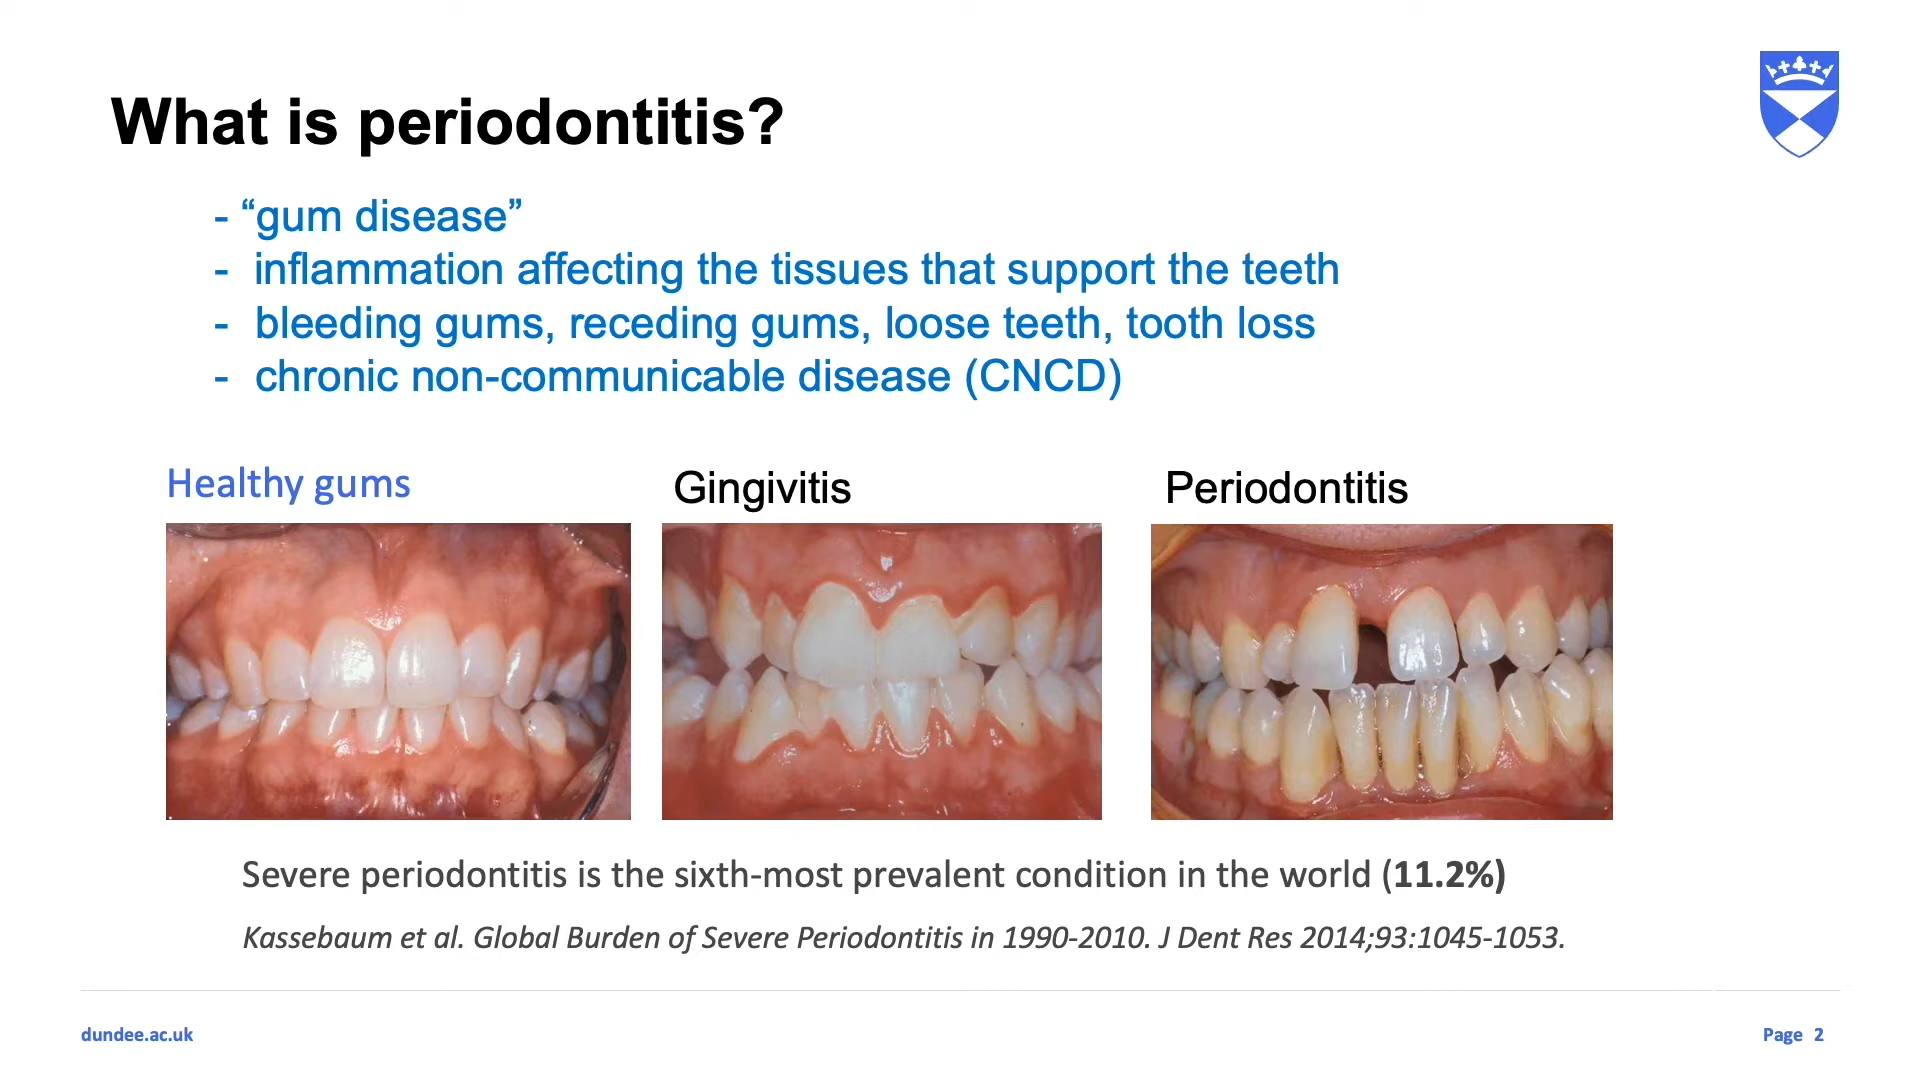 What is periodontitis?
- “gum disease”
- inflammation affecting the tissues that support the teeth
- bleeding gums, receding gums, loose teeth, tooth loss
- chronic non-communicable disease (CNCD)
Healthy gums
Gingivitis
Periodontitis
Severe periodontitis is the sixth-most prevalent condition in the world (11.2%)
Kassebaum et al. Global Burden of Severe Periodontitis in 1990-2010. J Dent Res 2014;93:1045-1053.
dundee.ac.uk
Page 2